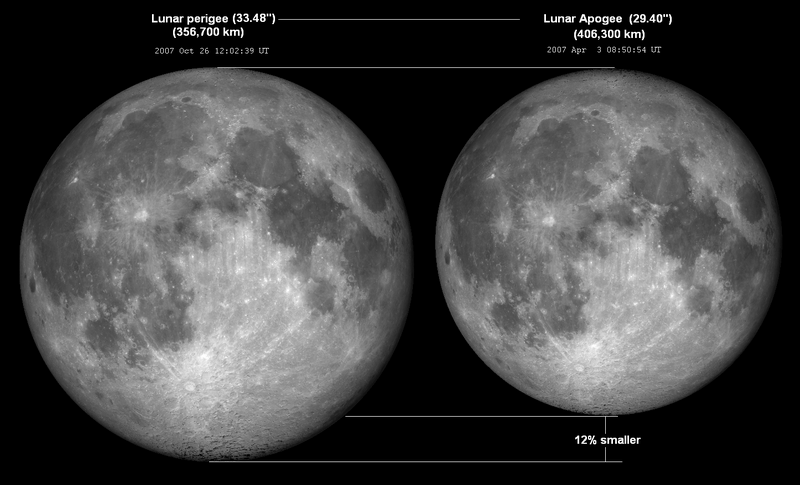 Lunar perigee (33.48")
(356,700 km)
2007 Oct 26 12:02:39 UT
Lunar Apogee (29.40")
(406,300 km)
2007 Apr 3 08:50:54 UT
12% smaller